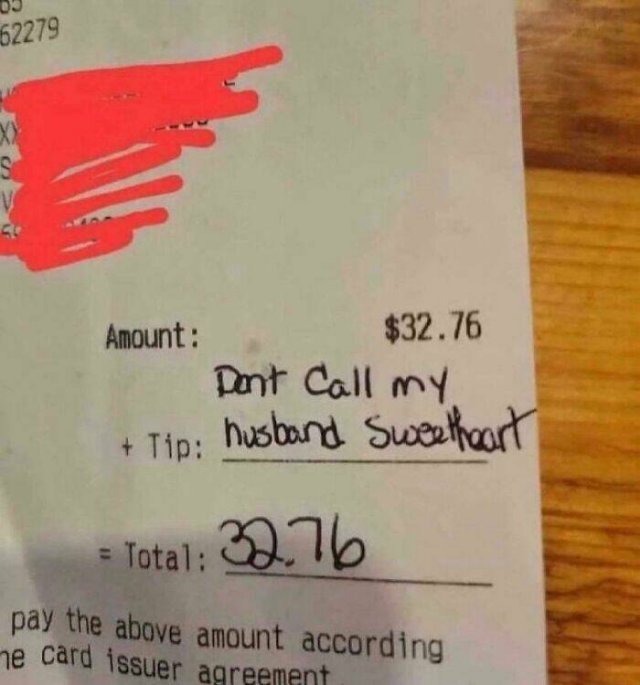 62279
Amount: $32.76
Dont Call my
+ Tip: husband Sweetheart
= Total: 32.76
pay the above amount according
card issuer agreement